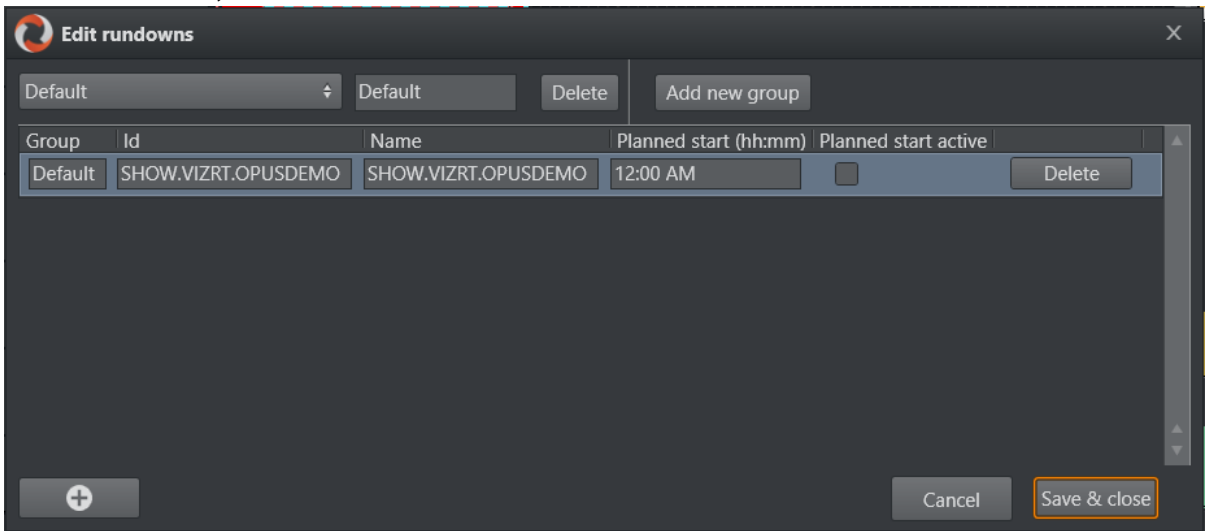 Edit rundowns X
Default Default Delete Add new group
Group Id Name Planned start (hh:mm) Planned start active
Default SHOW.VIZRT.OPUSDEMO SHOW.VIZRT.OPUSDEMO 12:00 AM Delete
Cancel Save & close